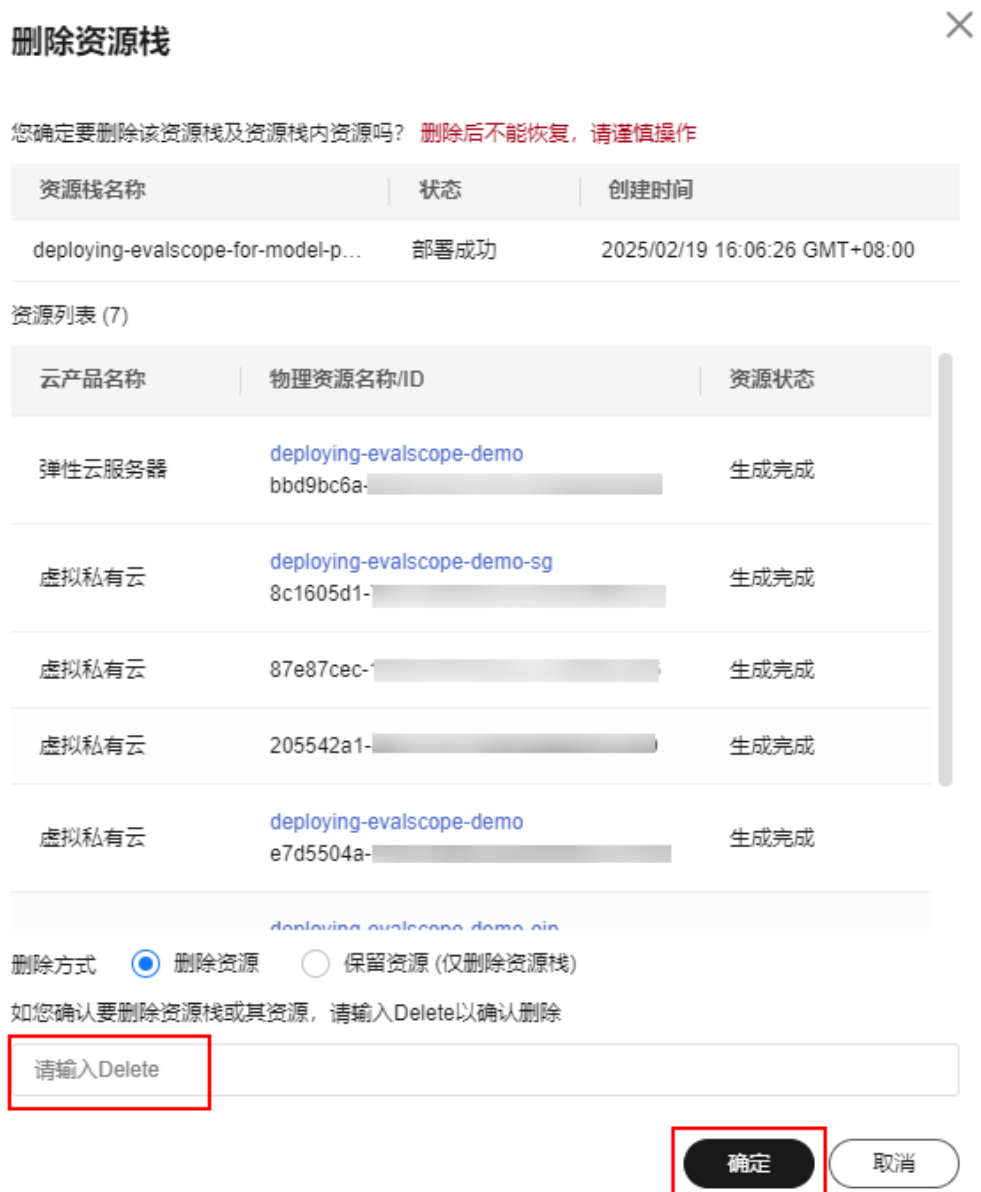 删除资源栈
您确定要删除该资源栈及资源栈内资源吗？ 删除后不能恢复，请谨慎操作
资源栈名称 状态 创建时间
deploying-evalscope-for-model-p... 部署成功 2025/02/19 16:06:26 GMT+08:00
资源列表 (7)
云产品名称 物理资源名称/ID 资源状态
deploying-evalscope-demo
弹性云服务器 生成完成
bbd9bc6a-
deploying-evalscope-demo-sg
虚拟私有云 生成完成
8c1605d1-
虚拟私有云 87e87cec- 生成完成
虚拟私有云 205542a1- 生成完成
deploying-evalscope-demo
虚拟私有云 生成完成
e7d5504a-
deploying-evalscope-demo-eip
删除方式 删除资源 保留资源 (仅删除资源栈)
如您确认要删除资源栈或其资源，请输入Delete以确认删除
请输入Delete
确定 取消